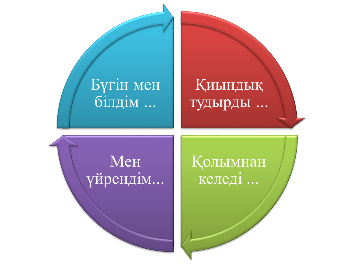 Бүгін мен
білдім ...
Қиындық
тудырды ...
Мен
үйрендім...
Қолымнан
келеді ...